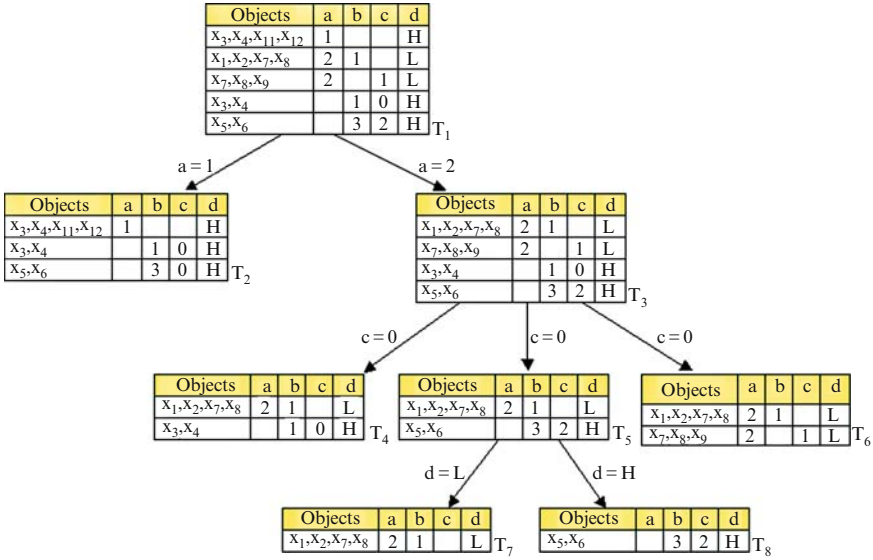 Objects a b c d
x3,x4,x11,x12 1 H
x1,x2,x7,x8 2 1 L
x7,x8,x9 2 1 L
x3,x4 1 0 H
x5,x6 3 2 H T1
a = 1 a = 2
Objects a b c d
x3,x4,x11,x12 1 H
x3,x4 1 0 H
x5,x6 3 0 H T2
Objects a b c d
x1,x2,x7,x8 2 1 L
x7,x8,x9 2 1 L
x3,x4 1 0 H
x5,x6 3 2 H T3
c = 0 c = 0 c = 0
Objects a b c d
x1,x2,x7,x8 2 1 L
x3,x4 1 0 H T4
Objects a b c d
x1,x2,x7,x8 2 1 L
x5,x6 3 2 H T5
Objects a b c d
x1,x2,x7,x8 2 1 L
x7,x8,x9 2 1 L T6
d = L d = H
Objects a b c d
x1,x2,x7,x8 2 1 L T7
Objects a b c d
x5,x6 3 2 H T8